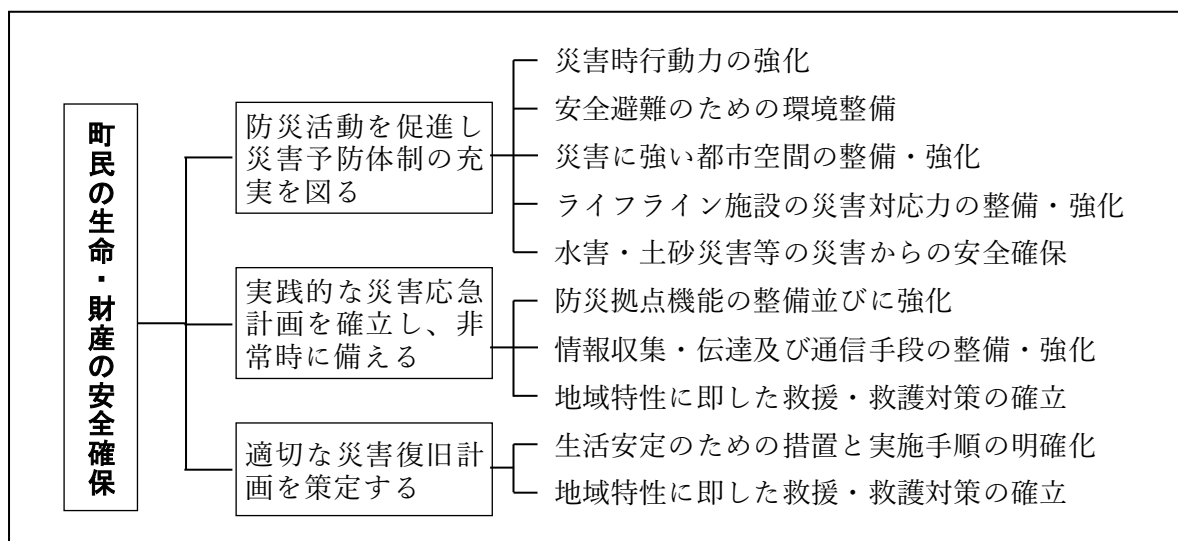 町民の生命・財産の安全確保
防災活動を促進し
災害予防体制の充
実を図る
災害時行動力の強化
安全避難のための環境整備
災害に強い都市空間の整備・強化
ライフライン施設の災害対応力の整備・強化
水害・土砂災害等の災害からの安全確保
実践的な災害応急
計画を確立し、非
常時に備える
防災拠点機能の整備並びに強化
情報収集・伝達及び通信手段の整備・強化
地域特性に即した救援・救護対策の確立
適切な災害復旧計
画を策定する
生活安定のための措置と実施手順の明確化
地域特性に即した救援・救護対策の確立